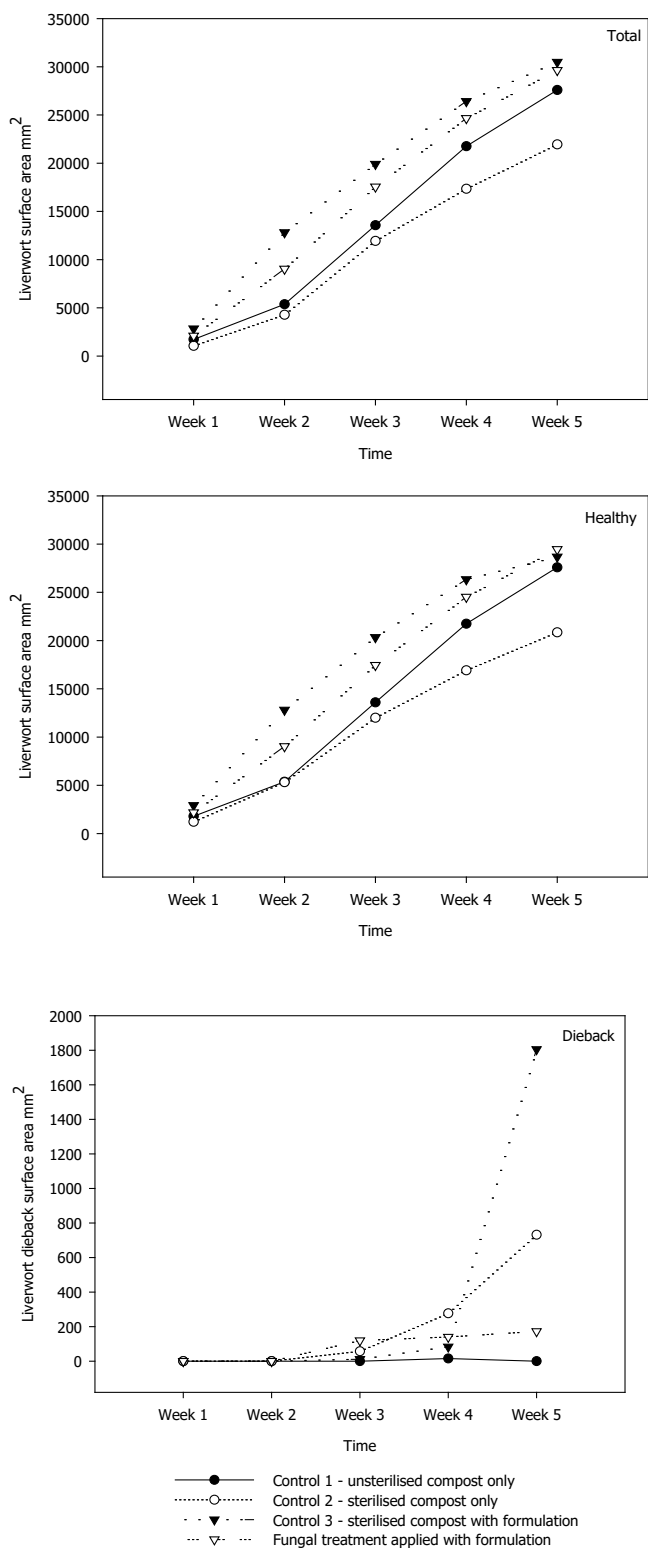 Total
35000
30000
25000
20000
15000
10000
5000
0
Liverwort surface area mm²
Week 1 Week 2 Week 3 Week 4 Week 5
Time
Healthy
35000
30000
25000
20000
15000
10000
5000
0
Liverwort surface area mm²
Week 1 Week 2 Week 3 Week 4 Week 5
Time
Dieback
2000
1800
1600
1400
1200
1000
800
600
400
200
0
Liverwort dieback surface area mm²
Week 1 Week 2 Week 3 Week 4 Week 5
Time
Control 1 - unsterilised compost only
Control 2 - sterilised compost only
Control 3 - sterilised compost with formulation
Fungal treatment applied with formulation